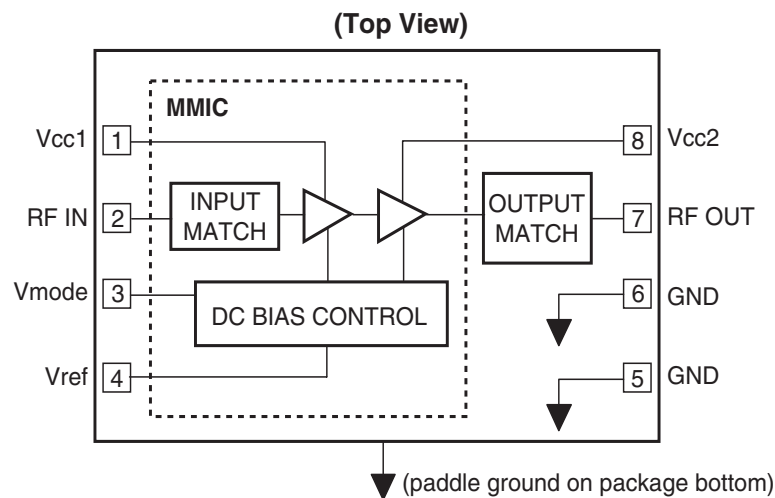 (Top View)
MMIC
Vcc1 1
8 Vcc2
RF IN 2
INPUT
MATCH
OUTPUT
MATCH
7 RF OUT
Vmode 3
DC BIAS CONTROL
6 GND
Vref 4
5 GND
(paddle ground on package bottom)